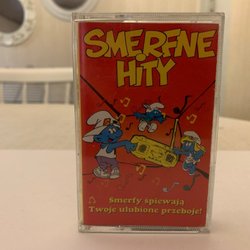 SMERFNE
HITY
Smerfy śpiewają
Twoje ulubione przeboje!